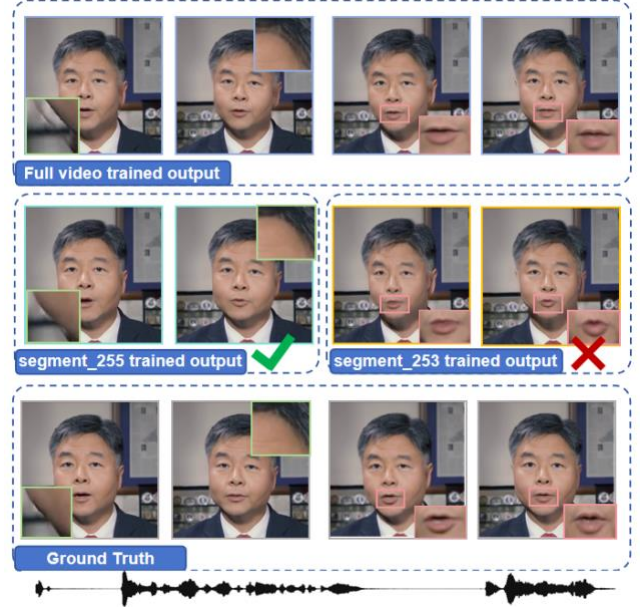 Full video trained output
segment_255 trained output
segment_253 trained output
Ground Truth